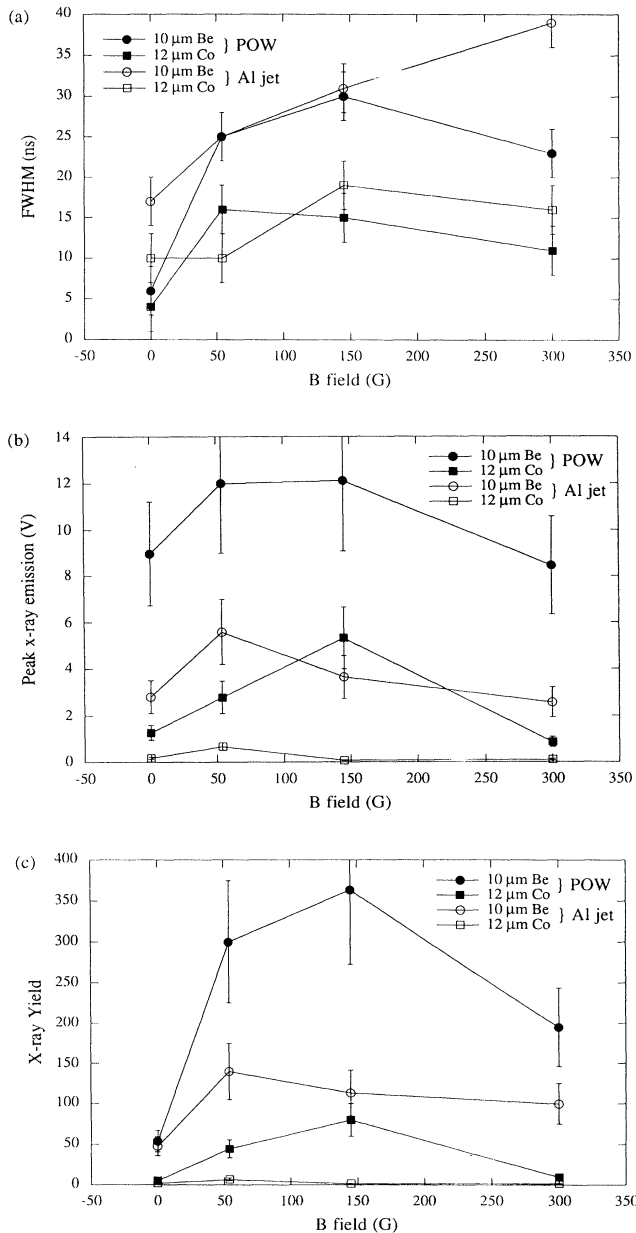 (a)
40
35
30
25
20
15
10
5
0
FWHM (ns)
10 µm Be
12 µm Co
} POW
10 µm Be
12 µm Co
} Al jet
-50 0 50 100 150 200 250 300 350
B field (G)
(b)
14
12
10
8
6
4
2
0
Peak x-ray emission (V)
10 µm Be
12 µm Co
} POW
10 µm Be
12 µm Co
} Al jet
-50 0 50 100 150 200 250 300 350
B field (G)
(c)
400
350
300
250
200
150
100
50
0
X-ray Yield
10 µm Be
12 µm Co
} POW
10 µm Be
12 µm Co
} Al jet
-50 0 50 100 150 200 250 300 350
B field (G)